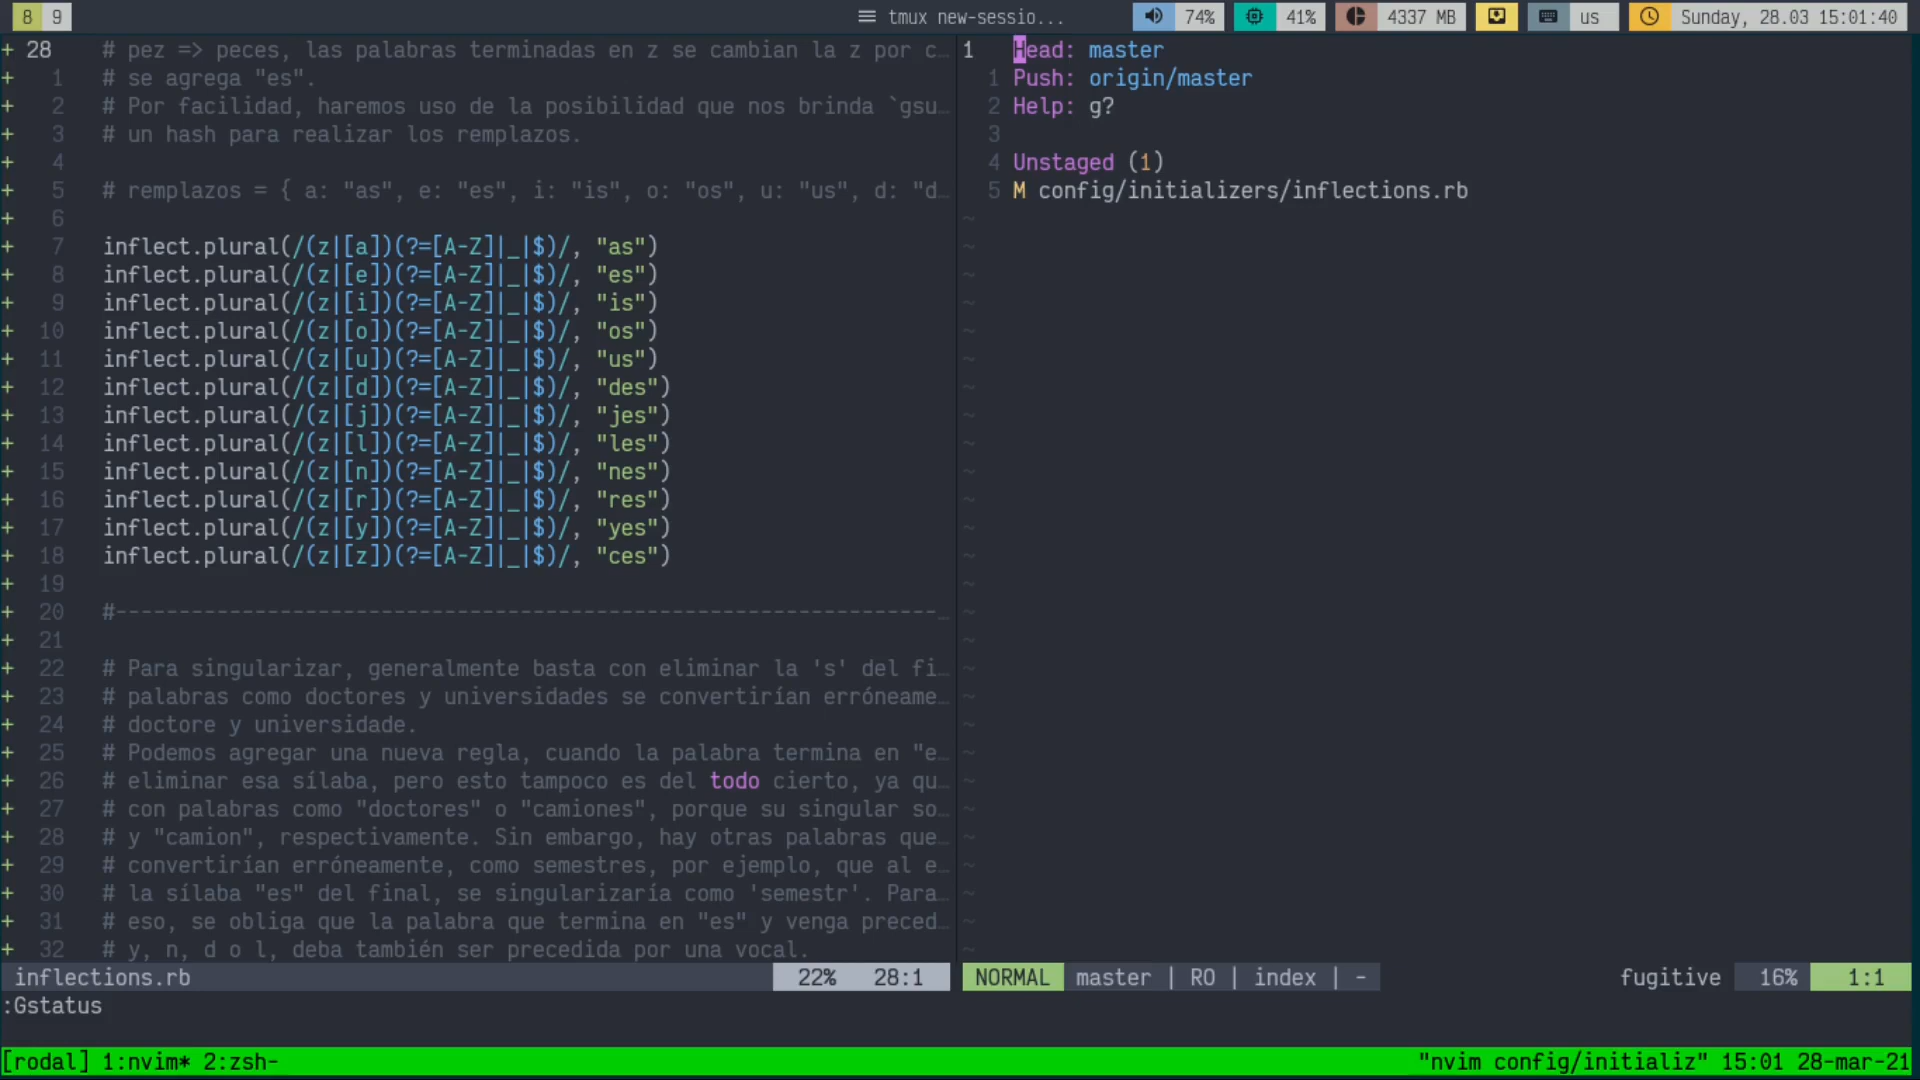 8 9
tmux new-sessio...
74%
41%
4337 MB
us
Sunday, 28.03 15:01:40
+ 28 # pez => peces, las palabras terminadas en z se cambian la z por c…
+ 1 # se agrega "es".
+ 2 # Por facilidad, haremos uso de la posibilidad que nos brinda `gsu…
+ 3 # un hash para realizar los remplazos.
+ 4
+ 5 # remplazos = { a: "as", e: "es", i: "is", o: "os", u: "us", d: "d…
+ 6
+ 7 inflect.plural(/(z|[a])(?=[A-Z]|_|$)/, "as")
+ 8 inflect.plural(/(z|[e])(?=[A-Z]|_|$)/, "es")
+ 9 inflect.plural(/(z|[i])(?=[A-Z]|_|$)/, "is")
+ 10 inflect.plural(/(z|[o])(?=[A-Z]|_|$)/, "os")
+ 11 inflect.plural(/(z|[u])(?=[A-Z]|_|$)/, "us")
+ 12 inflect.plural(/(z|[d])(?=[A-Z]|_|$)/, "des")
+ 13 inflect.plural(/(z|[j])(?=[A-Z]|_|$)/, "jes")
+ 14 inflect.plural(/(z|[l])(?=[A-Z]|_|$)/, "les")
+ 15 inflect.plural(/(z|[n])(?=[A-Z]|_|$)/, "nes")
+ 16 inflect.plural(/(z|[r])(?=[A-Z]|_|$)/, "res")
+ 17 inflect.plural(/(z|[y])(?=[A-Z]|_|$)/, "yes")
+ 18 inflect.plural(/(z|[z])(?=[A-Z]|_|$)/, "ces")
+ 19
+ 20 #-----------------------------------------------------------------…
+ 21
+ 22 # Para singularizar, generalmente basta con eliminar la 's' del fi…
+ 23 # palabras como doctores y universidades se convertirían erróneame…
+ 24 # doctore y universidade.
+ 25 # Podemos agregar una nueva regla, cuando la palabra termina en "e…
+ 26 # eliminar esa sílaba, pero esto tampoco es del todo cierto, ya qu…
+ 27 # con palabras como "doctores" o "camiones", porque su singular so…
+ 28 # y "camion", respectivamente. Sin embargo, hay otras palabras que…
+ 29 # convertirían erróneamente, como semestres, por ejemplo, que al e…
+ 30 # la sílaba "es" del final, se singularizaría como 'semestr'. Para…
+ 31 # eso, se obliga que la palabra que termina en "es" y venga preced…
+ 32 # y, n, d o l, deba también ser precedida por una vocal.
inflections.rb 22% 28:1
1 Head: master
1 Push: origin/master
2 Help: g?
3
4 Unstaged (1)
5 M config/initializers/inflections.rb
NORMAL master | RO | index | - fugitive 16% 1:1
:Gstatus
[rodal] 1:nvim* 2:zsh- "nvim config/initializ" 15:01 28-mar-21